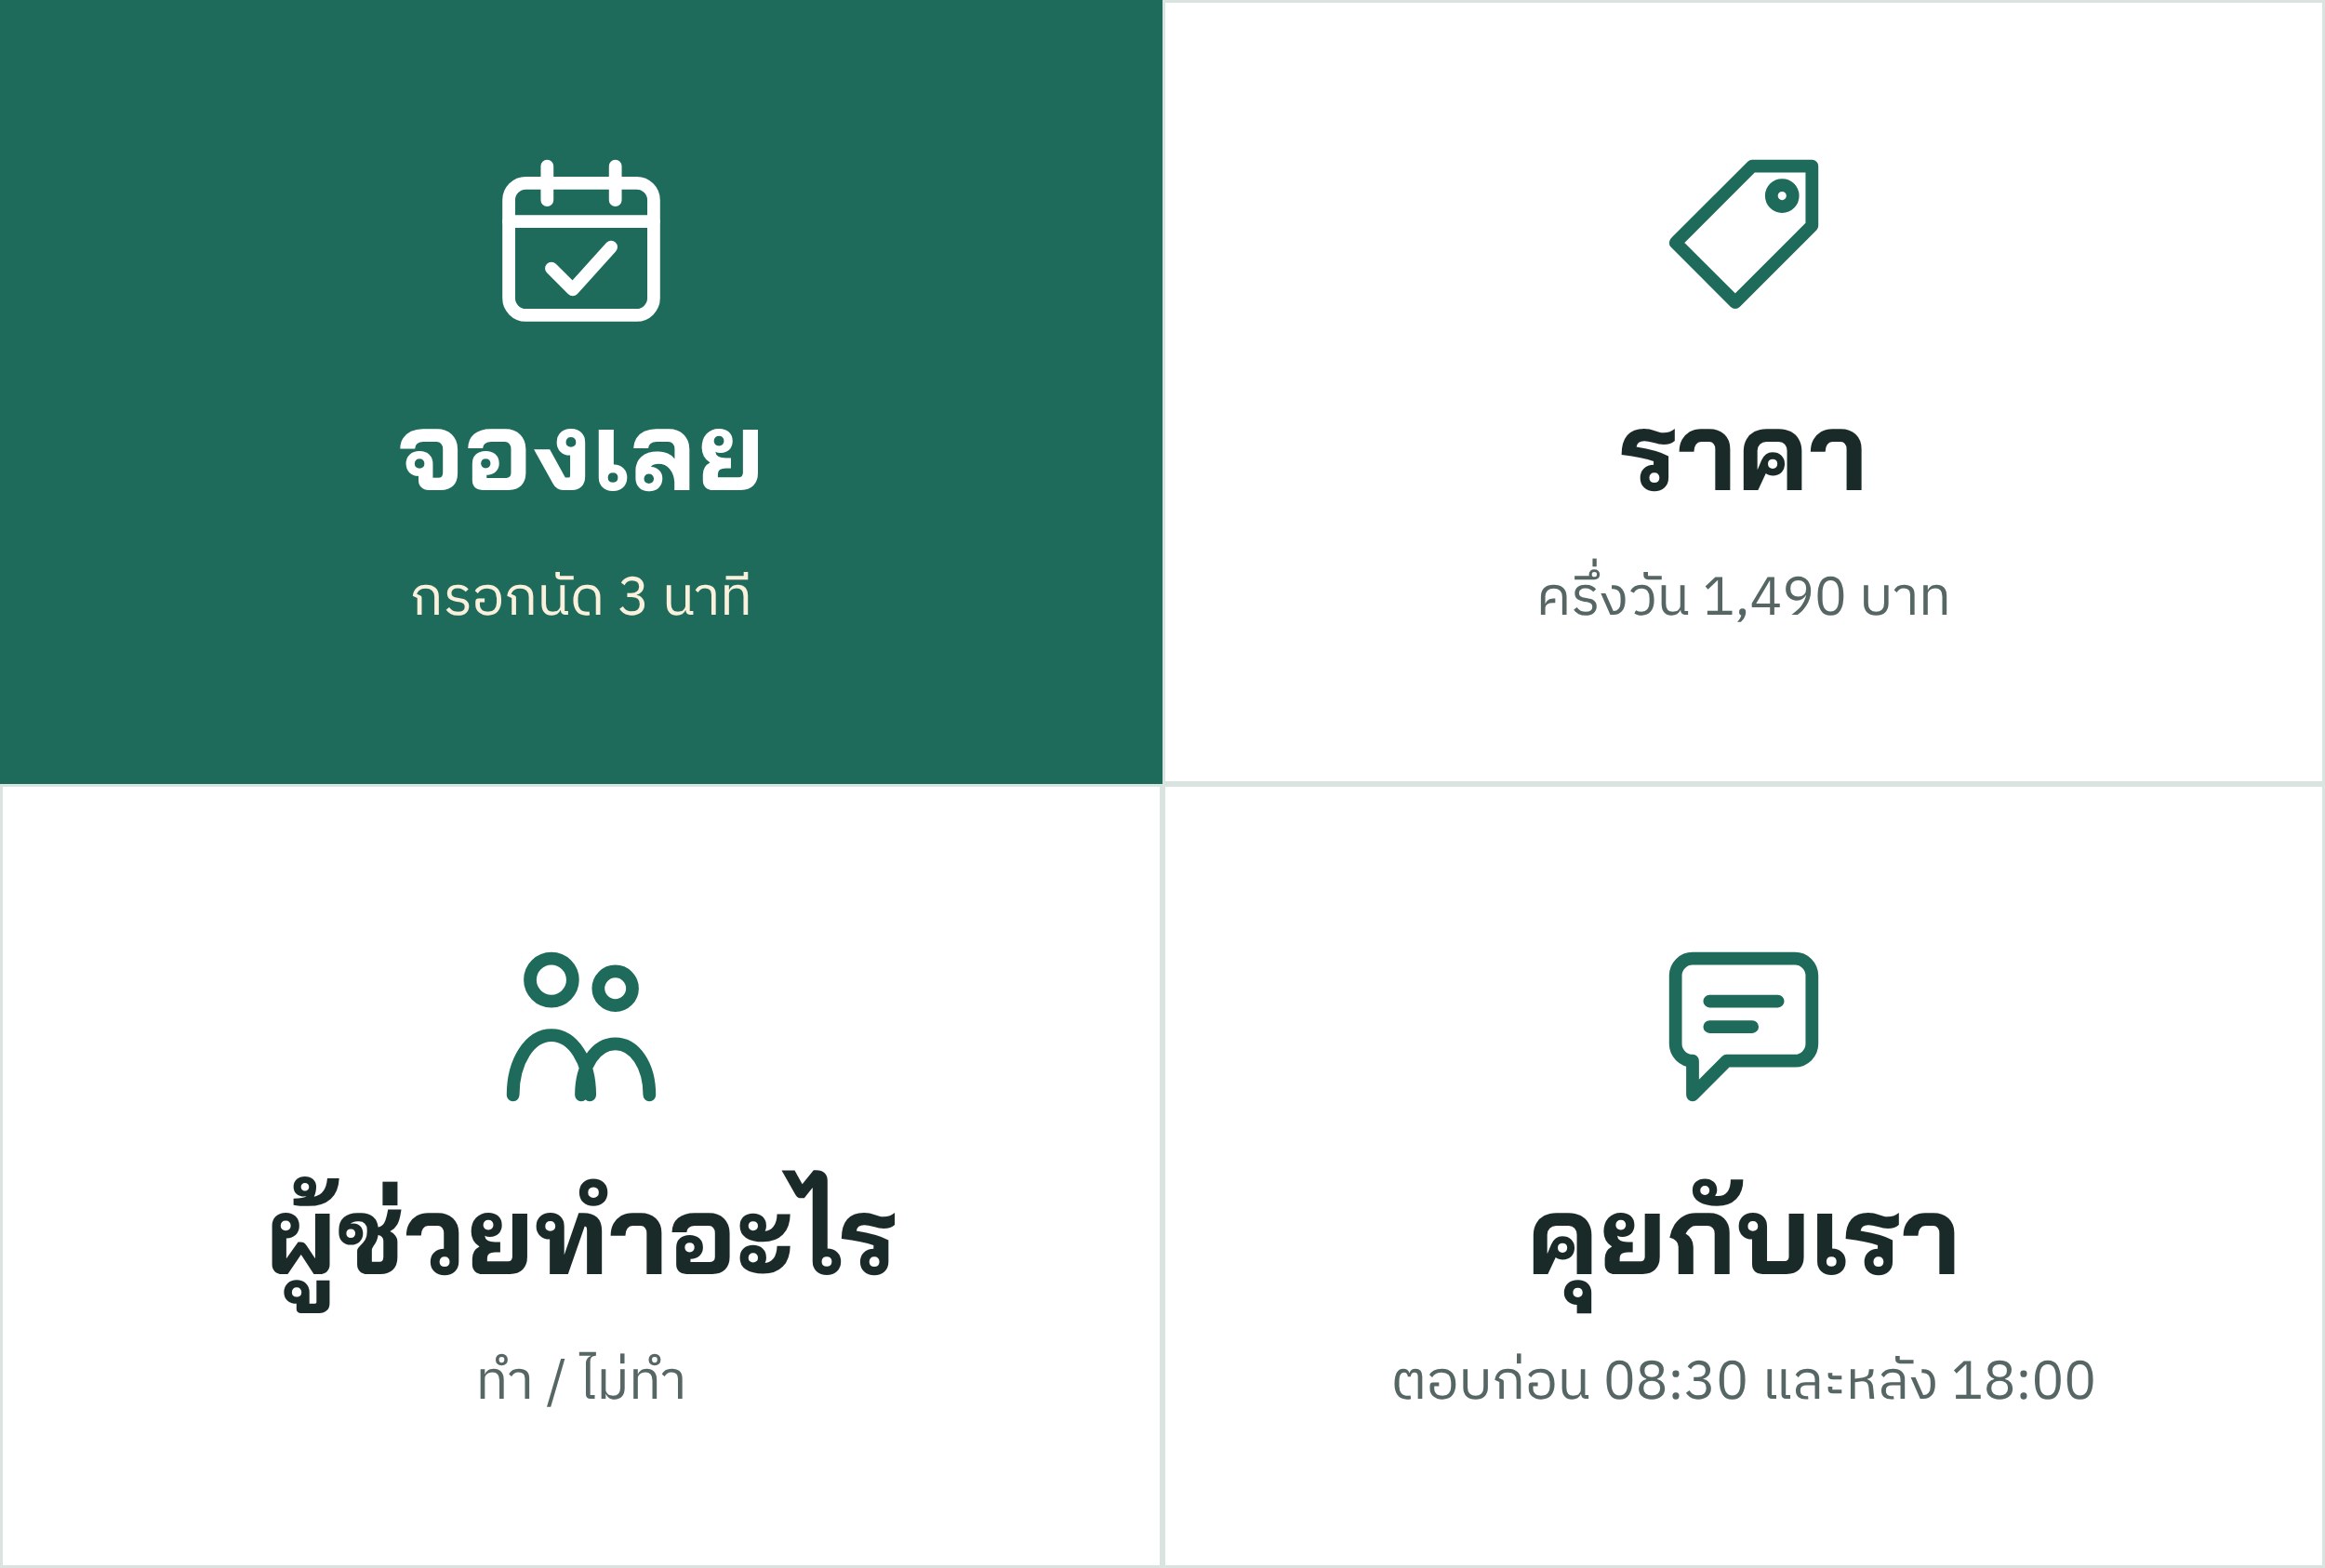 จองเลย
กรอกนัด 3 นาที
ราคา
ครึ่งวัน 1,490 บาท
ผู้ช่วยทำอะไร
ทำ / ไม่ทำ
คุยกับเรา
ตอบก่อน 08:30 และหลัง 18:00